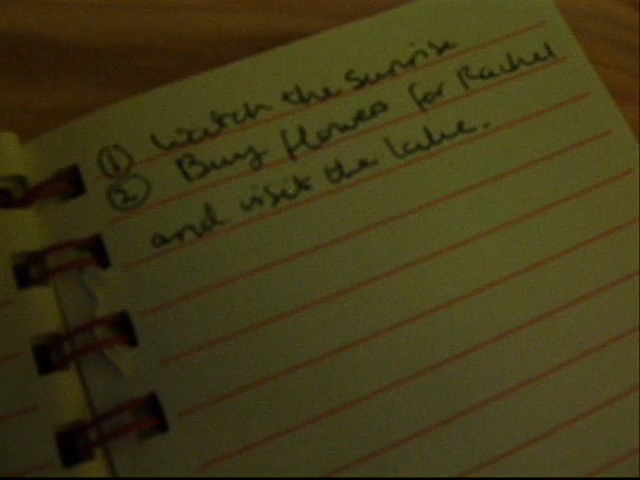 ① Watch the Sunrise
② Buy flowers for Rachel
and visit the lake.